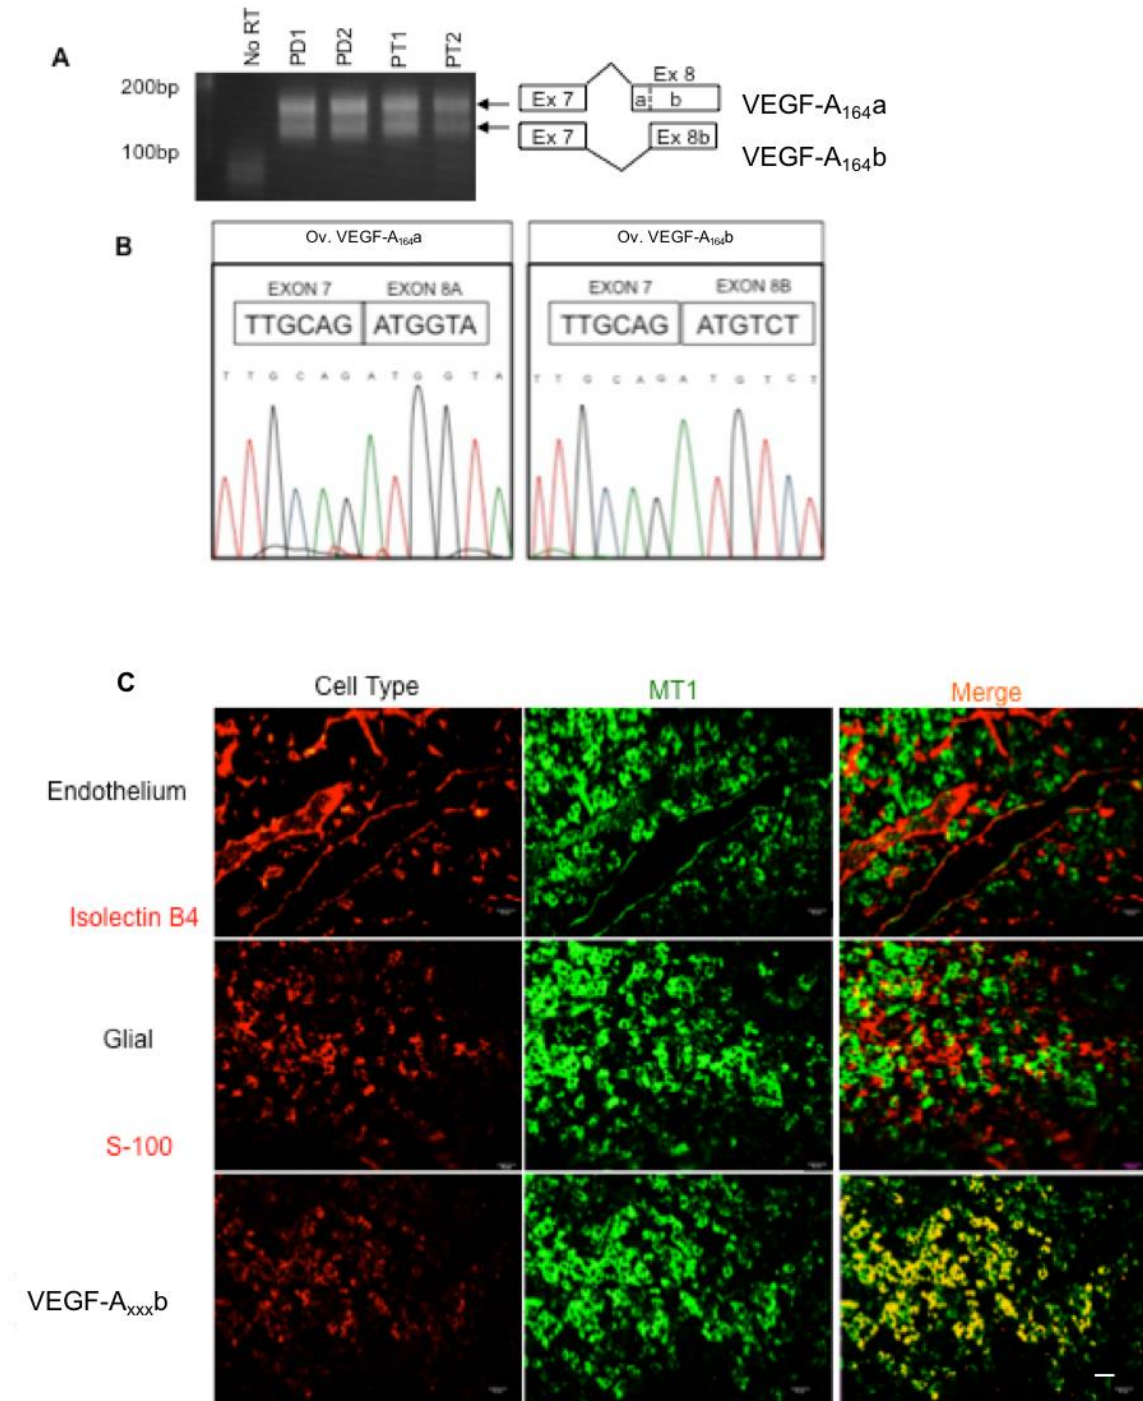 A
No RT
PD1
PD2
PT1
PT2
200bp
100bp
Ex 7
Ex 8
a
b
VEGF-A₁₆₄a
Ex 7
Ex 8b
VEGF-A₁₆₄b
B
Ov. VEGF-A₁₆₄a
Ov. VEGF-A₁₆₄b
EXON 7
EXON 8A
TTGCAG
ATGGTA
T T G C A G A T G G T A
EXON 7
EXON 8B
TTGCAG
ATGTCT
T T G C A G A T G T C T
C
Cell Type
MT1
Merge
Endothelium
Isolectin B4
Glial
S-100
VEGF-Aₓₓₓb